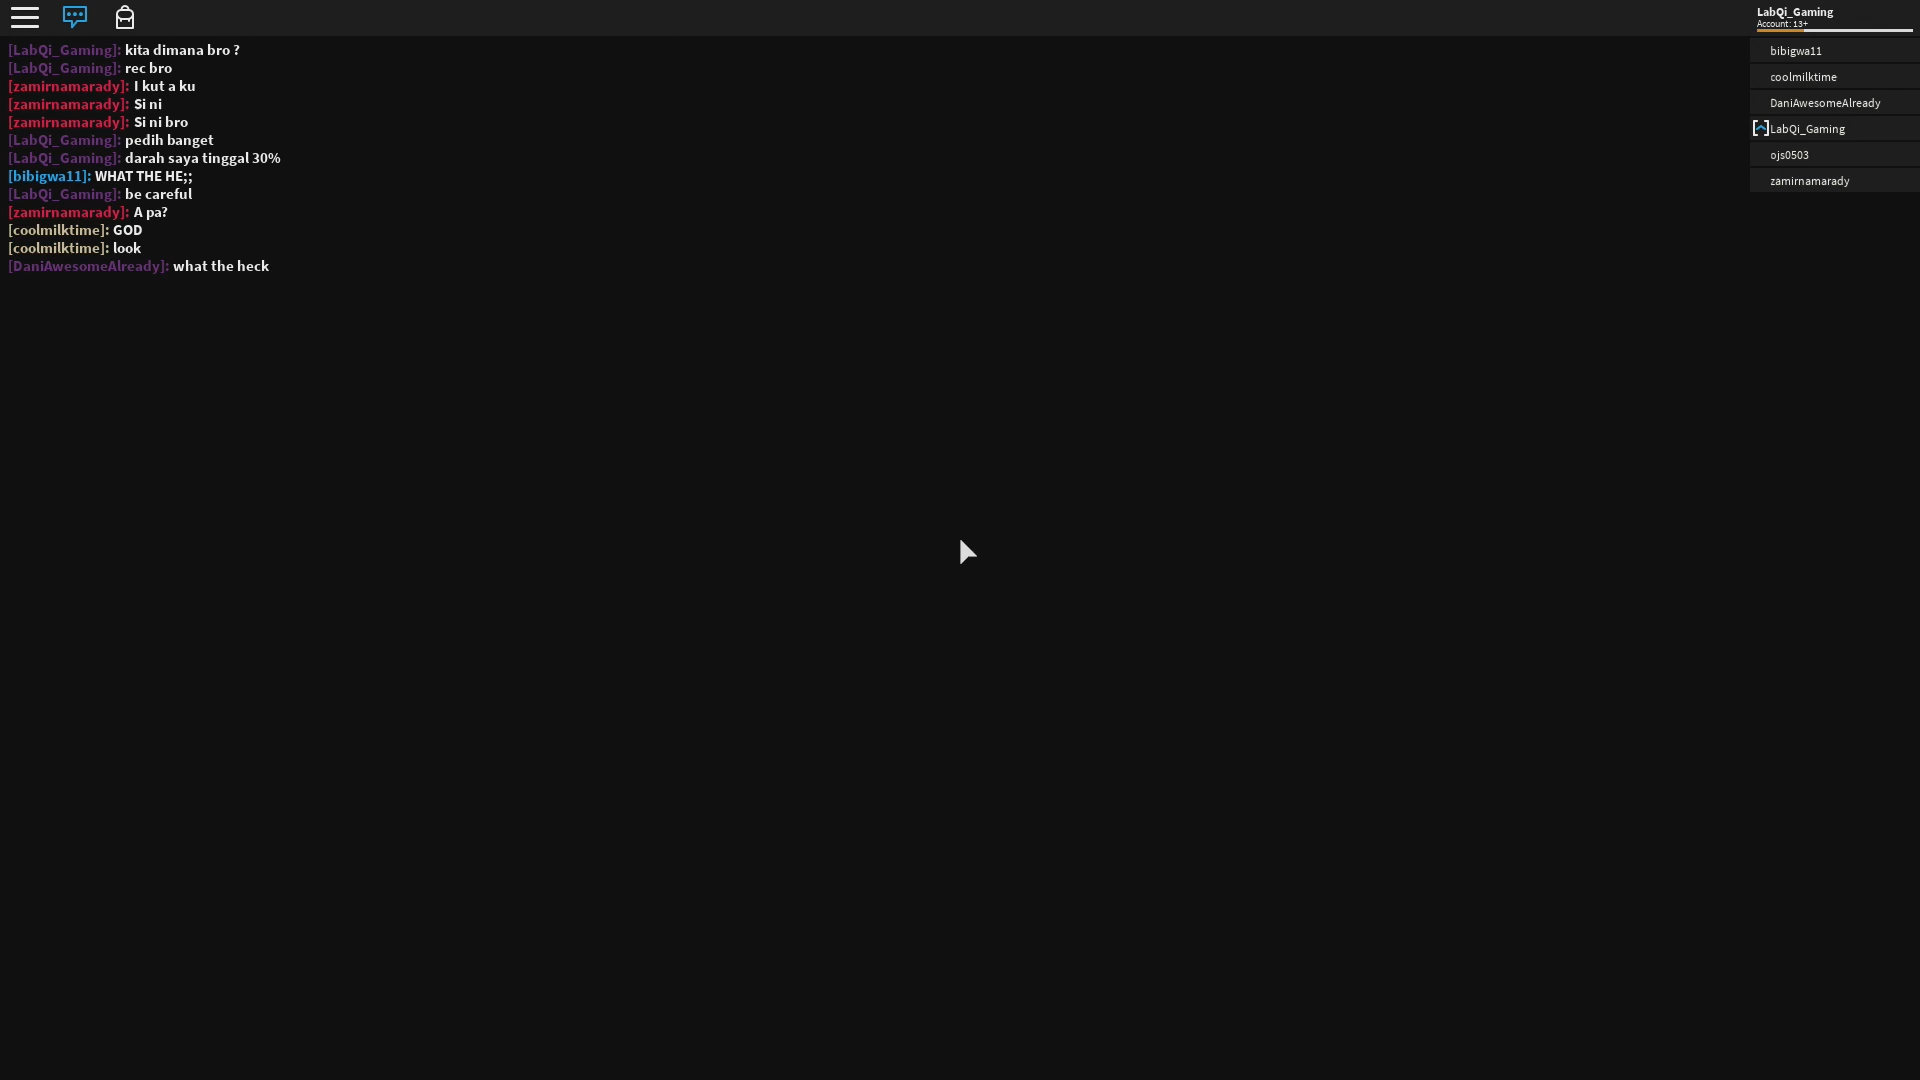 LabQi_Gaming
Account: 13+
[LabQi_Gaming]: kita dimana bro ?
[LabQi_Gaming]: rec bro
[zamirnamarady]: I kut a ku
[zamirnamarady]: Si ni
[zamirnamarady]: Si ni bro
[LabQi_Gaming]: pedih banget
[LabQi_Gaming]: darah saya tinggal 30%
[bibigwa11]: WHAT THE HE;;
[LabQi_Gaming]: be careful
[zamirnamarady]: A pa?
[coolmilktime]: GOD
[coolmilktime]: look
[DaniAwesomeAlready]: what the heck
bibigwa11
coolmilktime
DaniAwesomeAlready
LabQi_Gaming
ojs0503
zamirnamarady